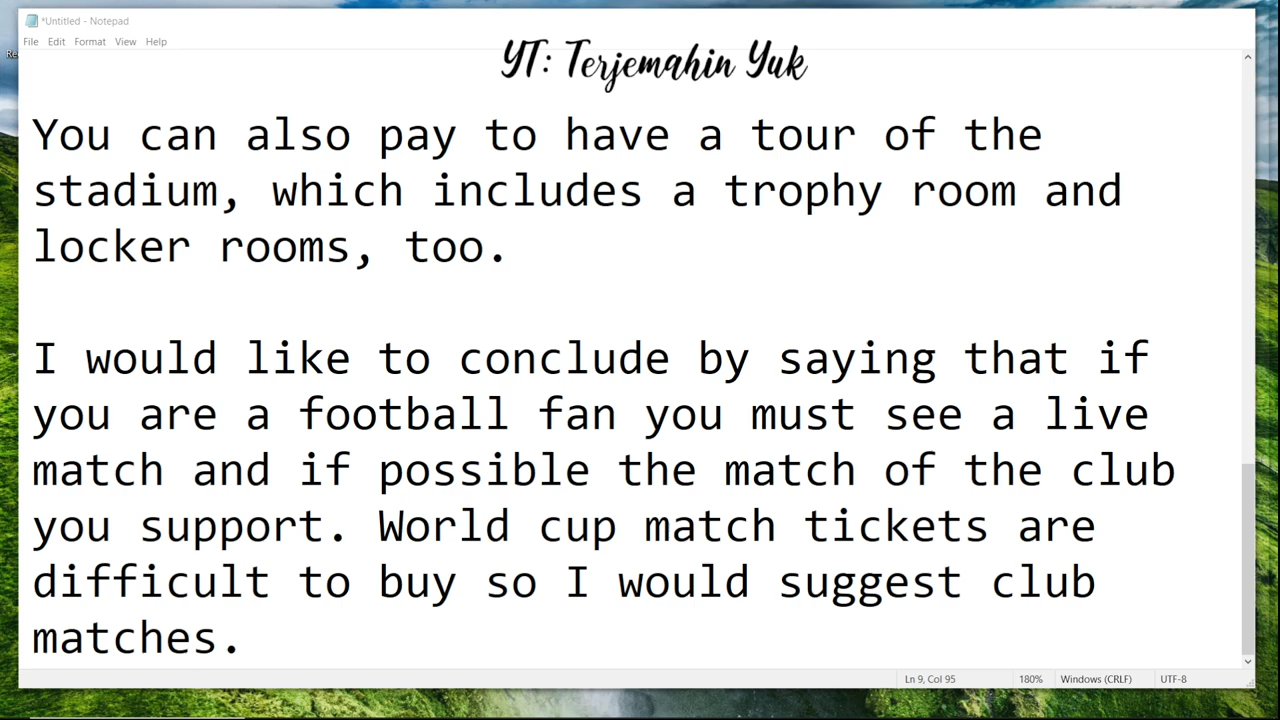 *Untitled - Notepad
File Edit Format View Help
YT: Terjemahin Yuk
You can also pay to have a tour of the
stadium, which includes a trophy room and
locker rooms, too.
I would like to conclude by saying that if
you are a football fan you must see a live
match and if possible the match of the club
you support. World cup match tickets are
difficult to buy so I would suggest club
matches.
Ln 9, Col 95 180% Windows (CRLF) UTF-8